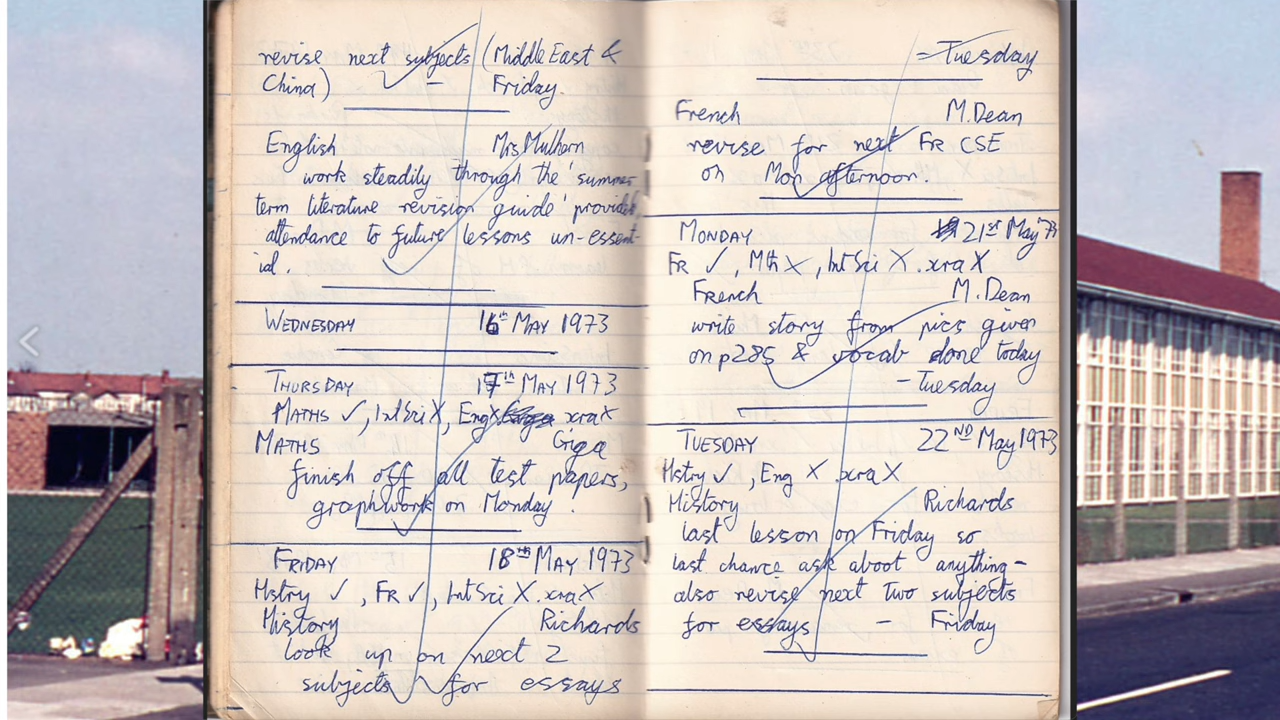 revise next subjects (Middle East &
China) – Friday.
English Mrs Mulhern
work steadily through the 'summer
term literature revision guide' provided
attendance to future lessons un-essent-
ial.
WEDNESDAY 16th MAY 1973
THURSDAY 17th MAY 1973
MATHS ✓, Int Sci X, Eng X xra X
MATHS Giga
finish off all test papers,
graphwork on Monday.
FRIDAY 18th MAY 1973
Hstry ✓, FR ✓, Int Sci X. xra X
History Richards
look up on next 2
subjects for essays
= Tuesday
French M. Dean
revise for next FR CSE
on Mon afternoon.
MONDAY 21st May '73
FR ✓, Mth X, Int Sci X. xra X
French M. Dean
write story from pics given
on p285 & vocab done today
– Tuesday
TUESDAY 22ND May 1973
Hstry ✓, Eng X .xra X
History Richards
last lesson on Friday so
last chance ask aboot anything –
also revise next two subjects
for essays – Friday